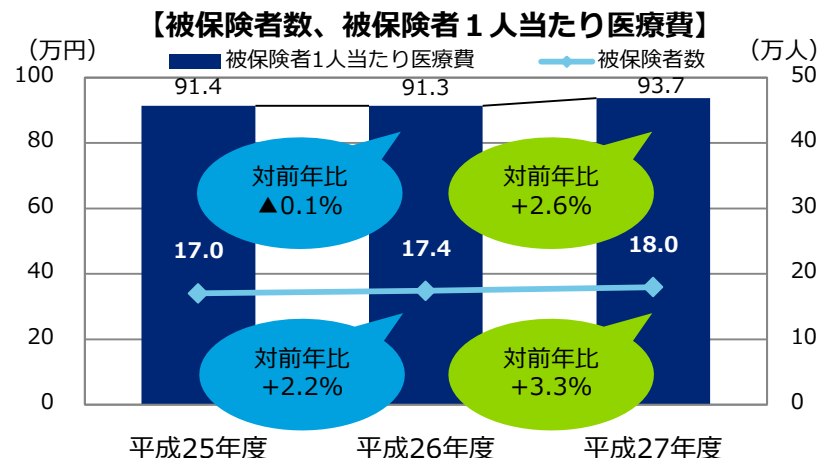 【被保険者数、被保険者１人当たり医療費】
（万円）
（万人）
被保険者1人当たり医療費
被保険者数
100
80
60
40
20
0
50
40
30
20
10
0
91.4
91.3
93.7
対前年比
▲0.1%
対前年比
+2.6%
17.0
17.4
18.0
対前年比
+2.2%
対前年比
+3.3%
平成25年度
平成26年度
平成27年度